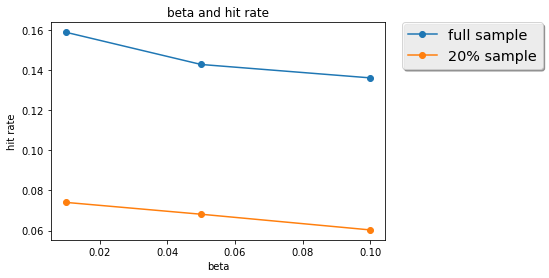 beta and hit rate
full sample
20% sample
0.16
0.14
0.12
0.10
0.08
0.06
hit rate
0.02
0.04
0.06
0.08
0.10
beta